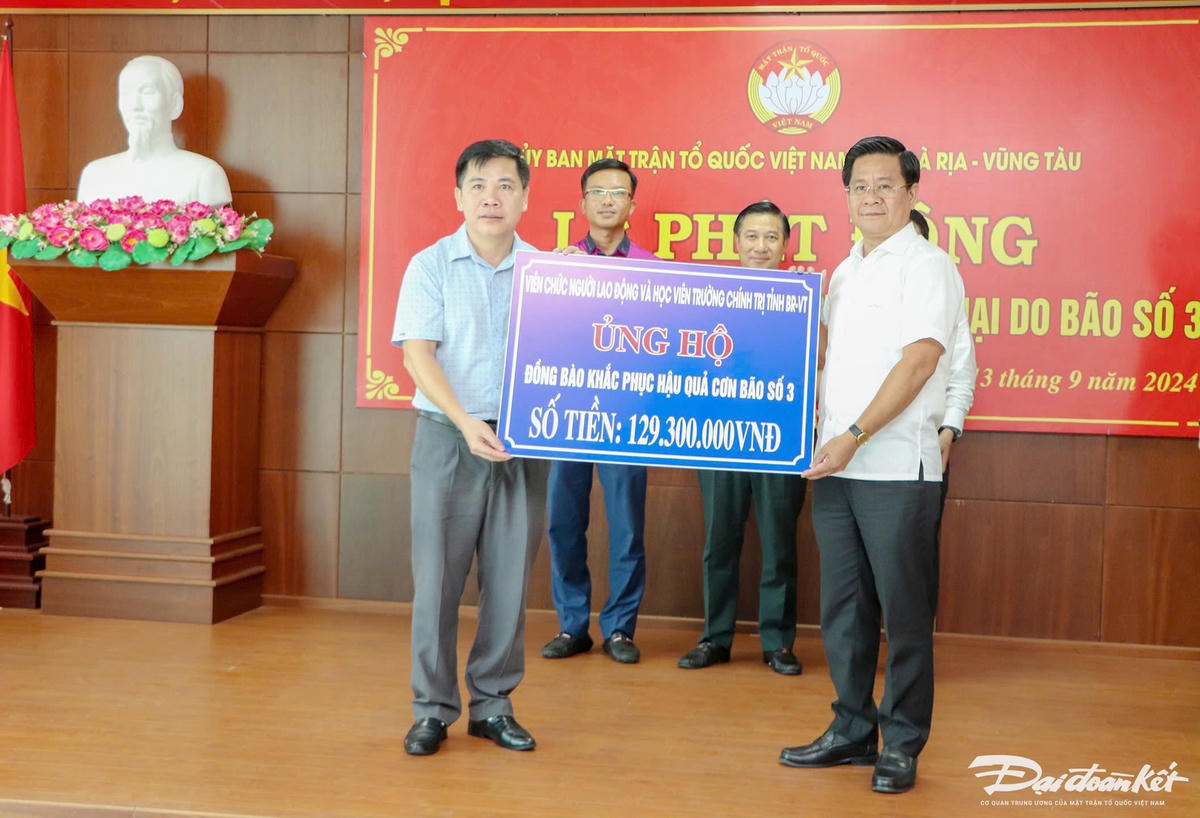 MẶT TRẬN TỔ QUỐC
VIỆT NAM
ỦY BAN MẶT TRẬN TỔ QUỐC VIỆT NAM RỊA - VŨNG TÀU
PHÁT
HẠI DO BÃO SỐ 3
13 tháng 9 năm 2024
VIÊN CHỨC NGƯỜI LAO ĐỘNG VÀ HỌC VIÊN TRƯỜNG CHÍNH TRỊ TỈNH BR-VT
ỦNG HỘ
ĐỒNG BÀO KHẮC PHỤC HẬU QUẢ CƠN BÃO SỐ 3
SỐ TIỀN: 129.300.000VNĐ
Đại đoàn kết
CƠ QUAN TRUNG ƯƠNG CỦA MẶT TRẬN TỔ QUỐC VIỆT NAM